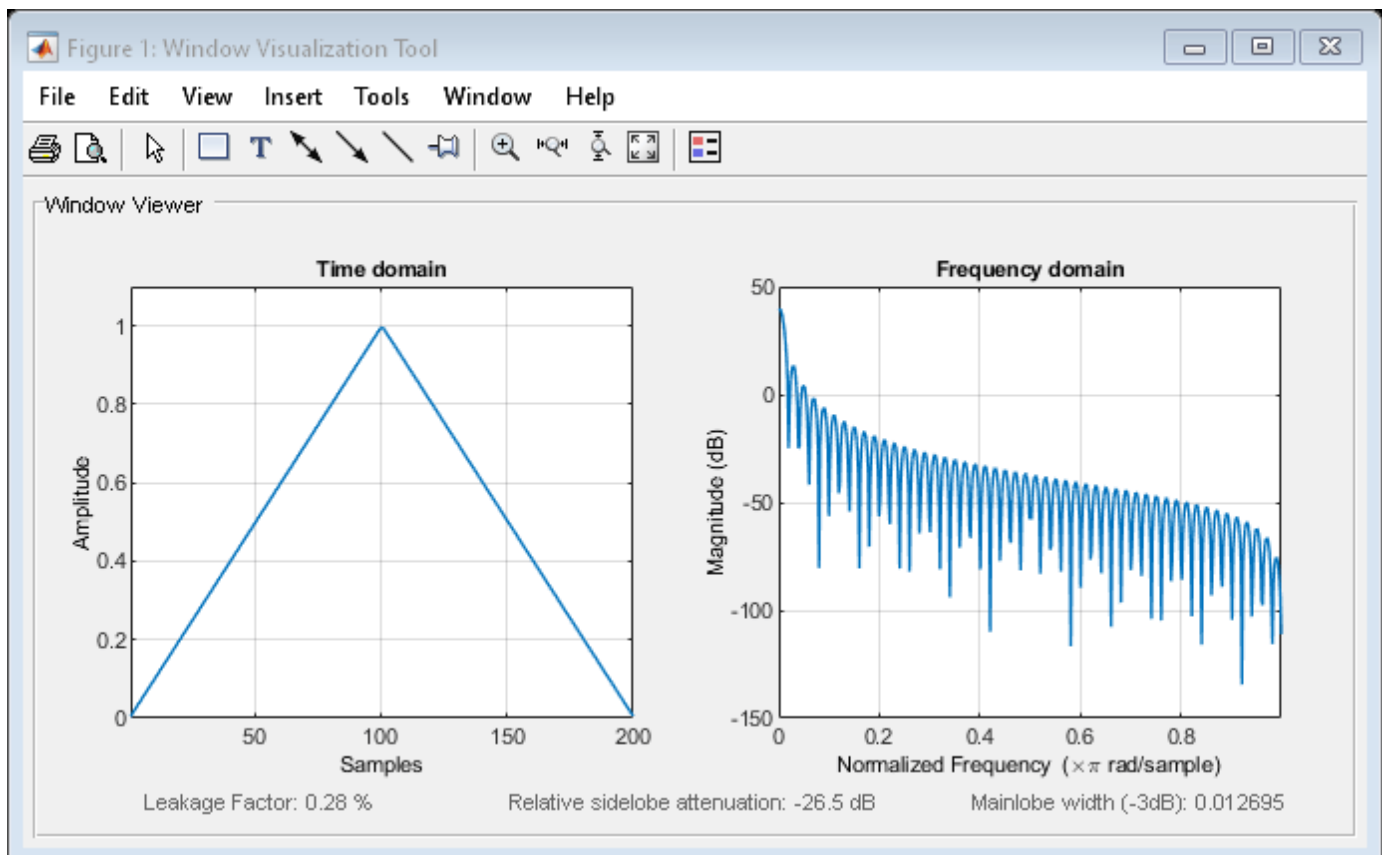 Figure 1: Window Visualization Tool
File Edit View Insert Tools Window Help
T
Window Viewer
Time domain
1
0.8
0.6
0.4
0.2
0
50 100 150 200
Amplitude
Samples
Frequency domain
50
0
-50
-100
-150
0 0.2 0.4 0.6 0.8
Magnitude (dB)
Normalized Frequency (×π rad/sample)
Leakage Factor: 0.28 % Relative sidelobe attenuation: -26.5 dB Mainlobe width (-3dB): 0.012695